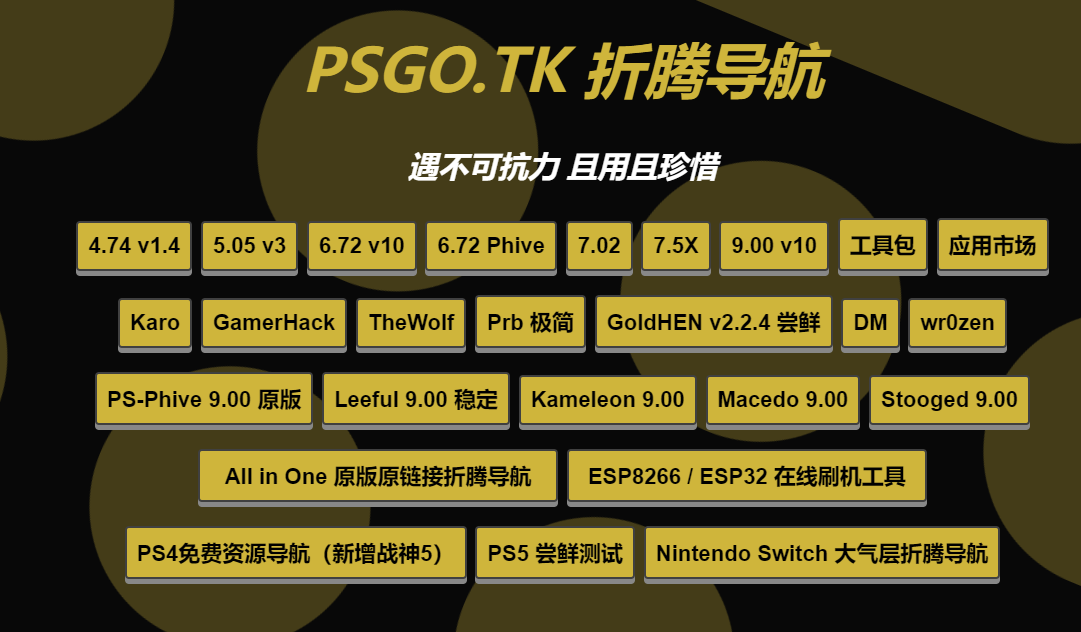 PSGO.TK 折腾导航
遇不可抗力 且用且珍惜
4.74 v1.4 5.05 v3 6.72 v10 6.72 Phive 7.02 7.5X 9.00 v10 工具包 应用市场
Karo GamerHack TheWolf Prb 极简 GoldHEN v2.2.4 尝鲜 DM wr0zen
PS-Phive 9.00 原版 Leeful 9.00 稳定 Kameleon 9.00 Macedo 9.00 Stooged 9.00
All in One 原版原链接折腾导航 ESP8266 / ESP32 在线刷机工具
PS4免费资源导航（新增战神5） PS5 尝鲜测试 Nintendo Switch 大气层折腾导航